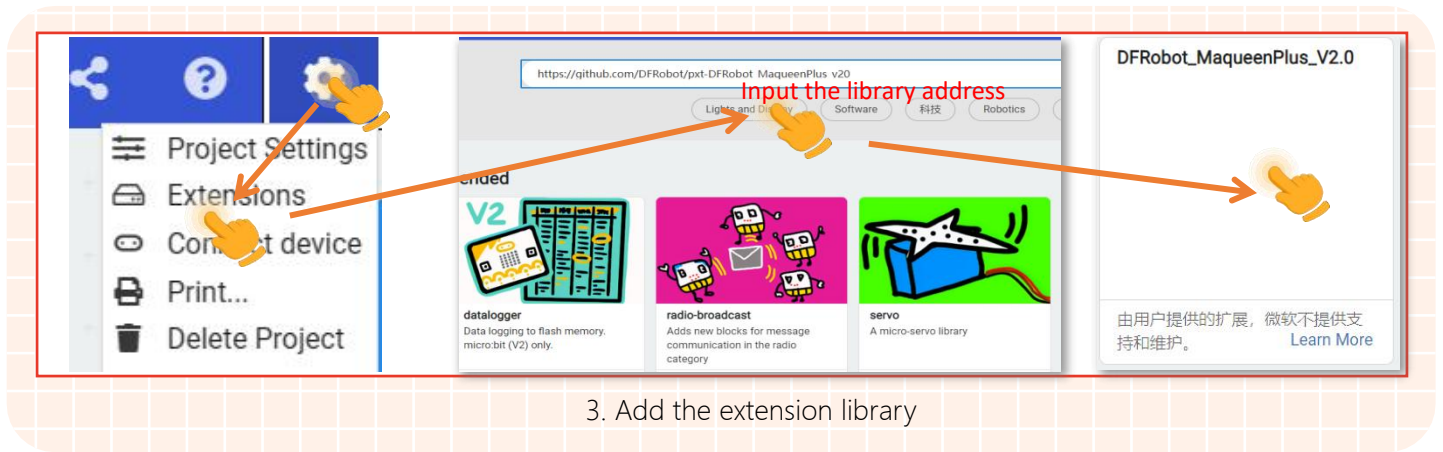 Project Settings
Extensions
Connect device
Print...
Delete Project
https://github.com/DFRobot/pxt-DFRobot_MaqueenPlus_v20
Input the library address
Lights and Display
Software
科技
Robotics
ended
V2
datalogger
Data logging to flash memory.
micro:bit (V2) only.
radio-broadcast
Adds new blocks for message
communication in the radio
category
servo
A micro-servo library
DFRobot_MaqueenPlus_V2.0
由用户提供的扩展，微软不提供支
持和维护。
Learn More
3. Add the extension library